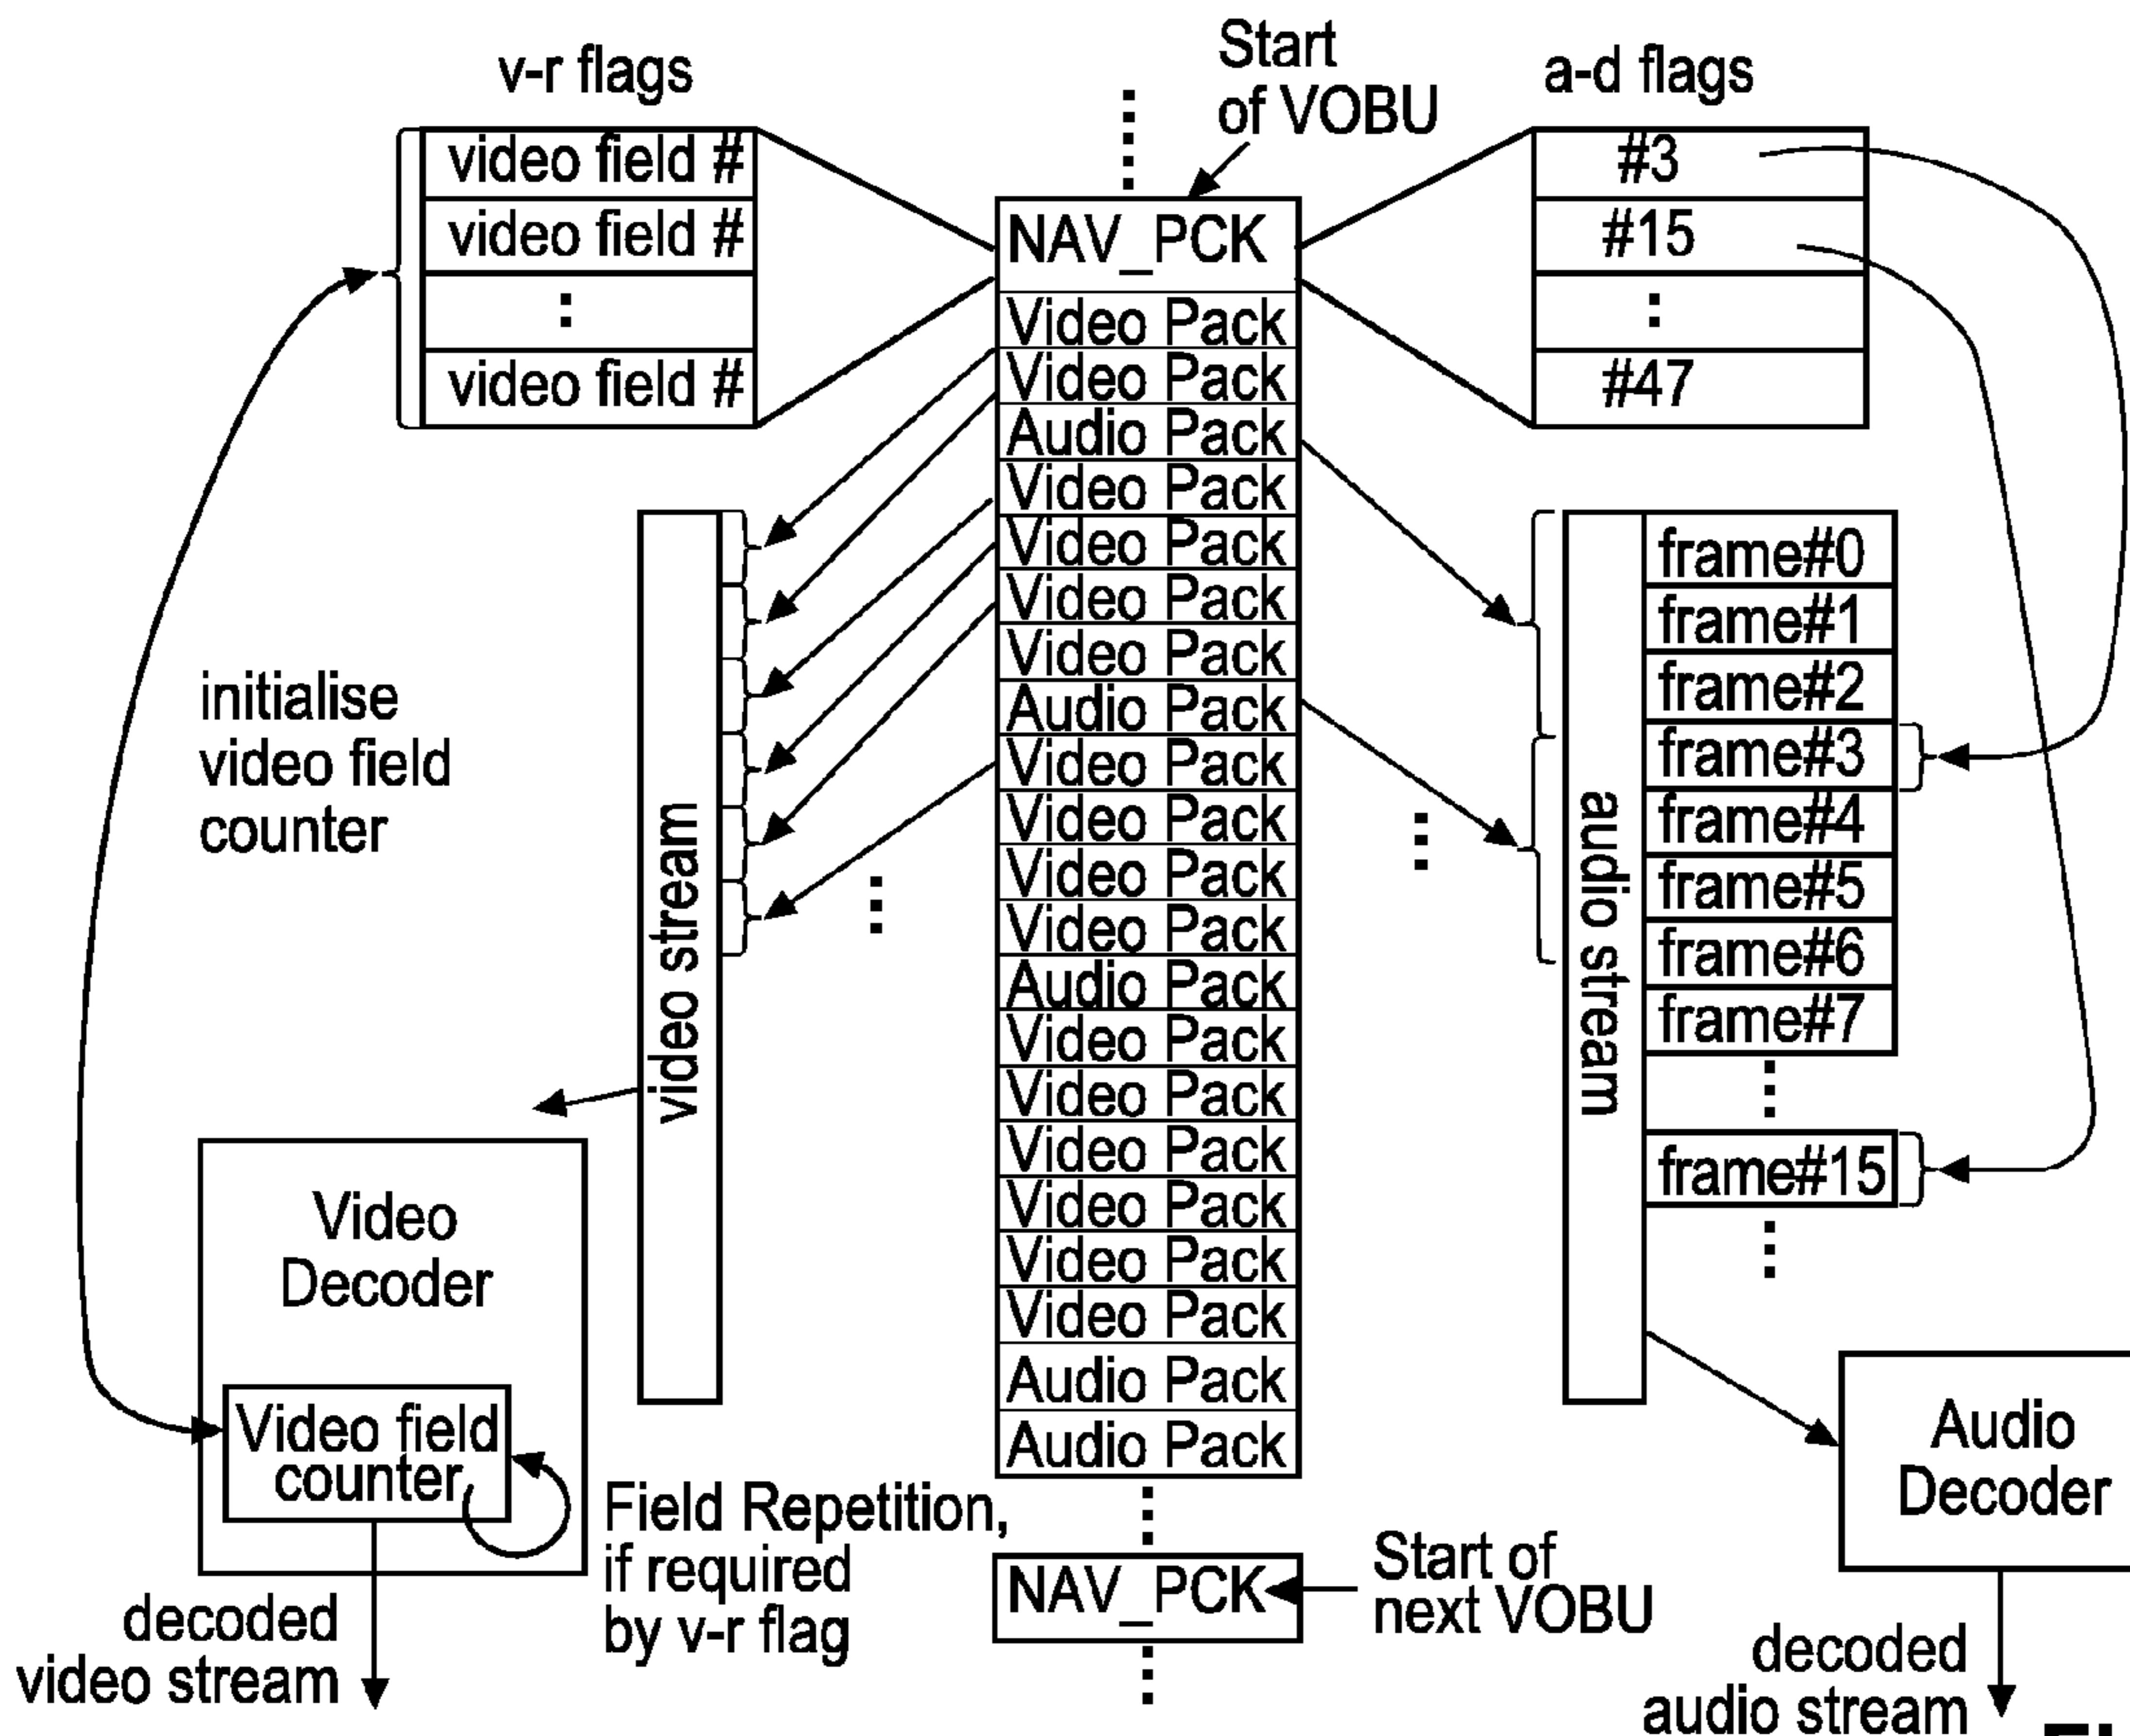 v-r flags
video field #
video field #
:
video field #
Start
of VOBU
a-d flags
#3
#15
:
#47
NAV_PCK
Video Pack
Video Pack
Audio Pack
Video Pack
Video Pack
Video Pack
Video Pack
Audio Pack
Video Pack
Video Pack
Video Pack
Video Pack
Audio Pack
Video Pack
Video Pack
Video Pack
Video Pack
Video Pack
Video Pack
Audio Pack
Audio Pack
initialise
video field
counter
video stream
audio stream
frame#0
frame#1
frame#2
frame#3
frame#4
frame#5
frame#6
frame#7
frame#15
Video
Decoder
Video field
counter
Field Repetition,
if required
by v-r flag
decoded
video stream
NAV_PCK
Start of
next VOBU
Audio
Decoder
decoded
audio stream